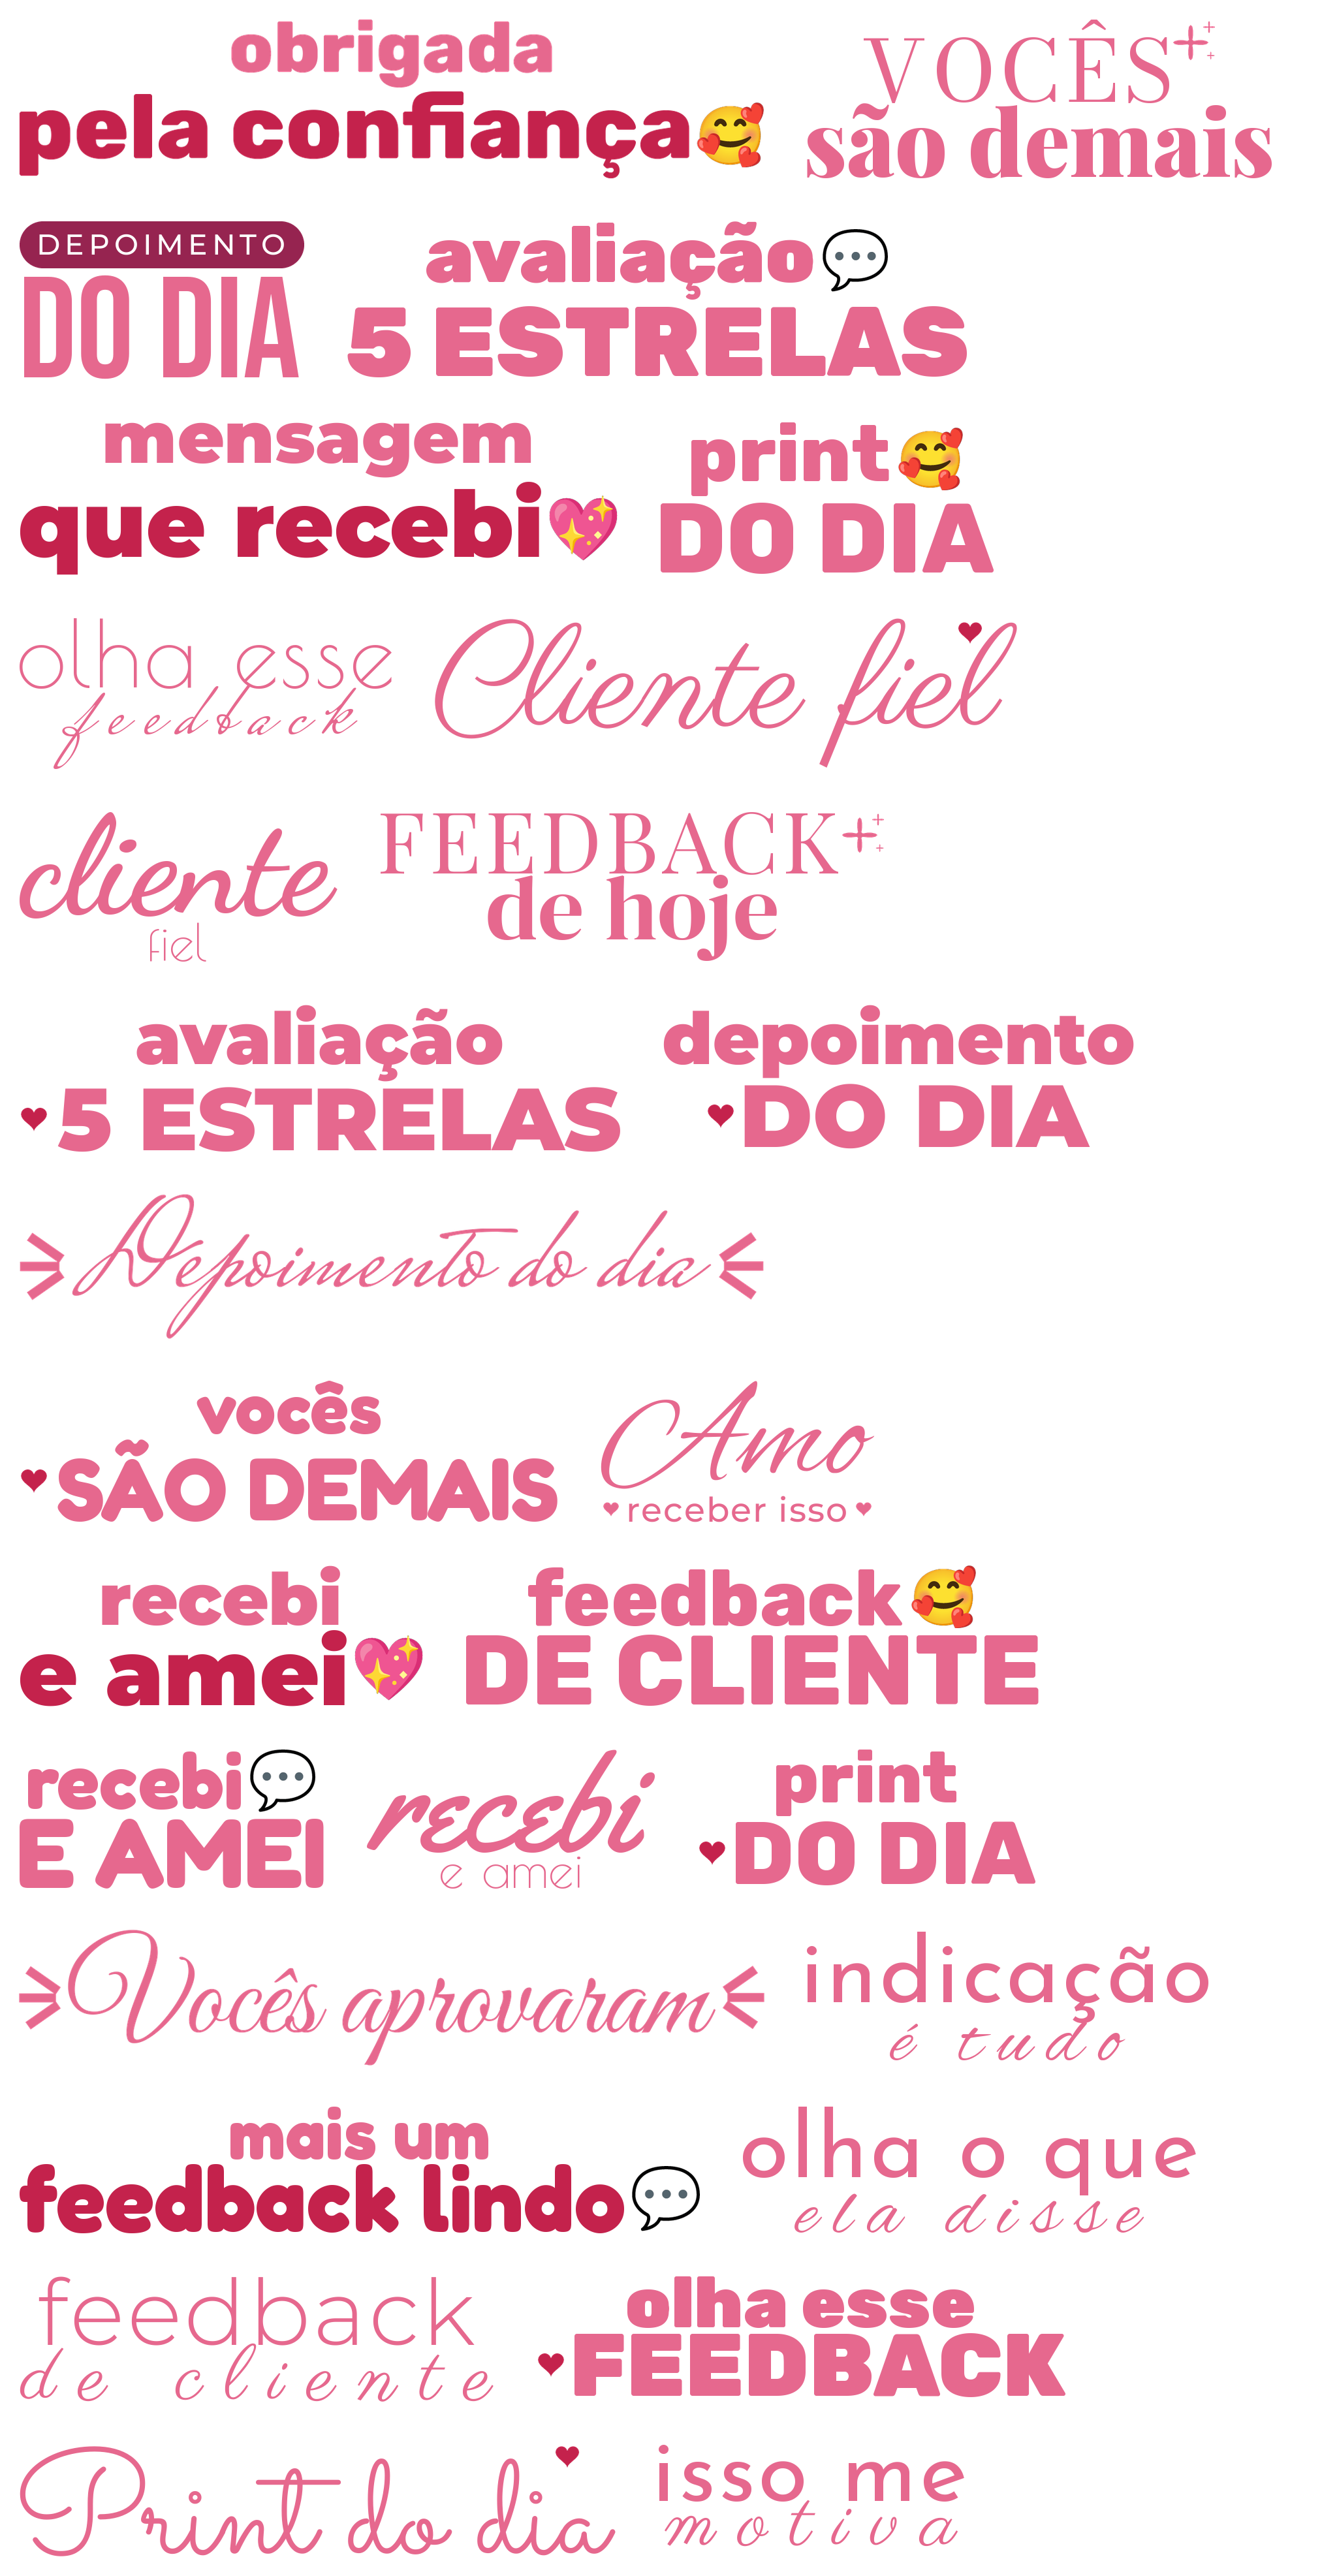 obrigada
pela confiança🥰
VOCÊS
são demais
DEPOIMENTO
DO DIA
avaliação💬
5 ESTRELAS
mensagem
que recebi💖
print🥰
DO DIA
olha esse
feedback
Cliente fiel
cliente
fiel
FEEDBACK
de hoje
avaliação
5 ESTRELAS
depoimento
DO DIA
Depoimento do dia
vocês
SÃO DEMAIS
Amo
receber isso
recebi
e amei💖
feedback🥰
DE CLIENTE
recebi💬
E AMEI
recebi
e amei
print
DO DIA
Vocês aprovaram
indicação
é tudo
mais um
feedback lindo💬
olha o que
ela disse
feedback
de cliente
olha esse
FEEDBACK
Print do dia
isso me
motiva